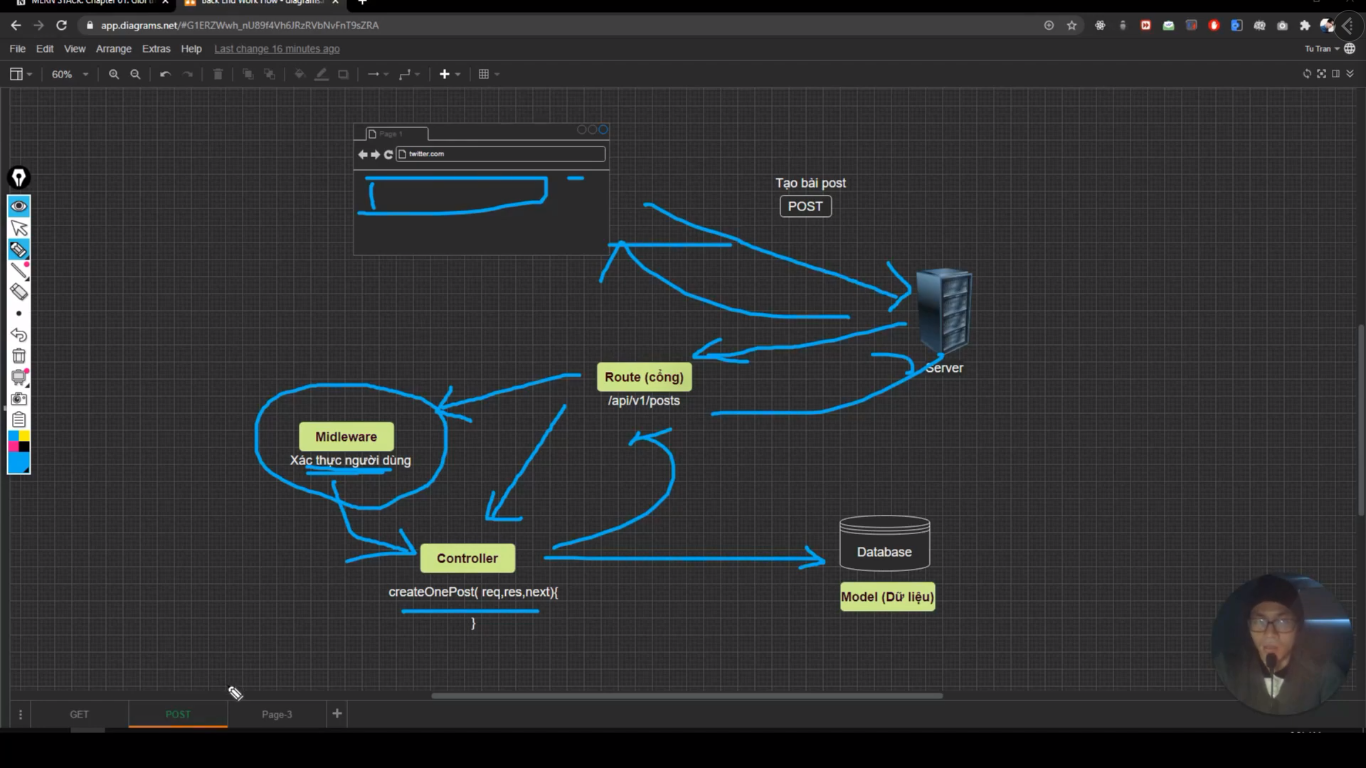 MERN STACK: Chapter 01: Giới t
Back End Work Flow - diagrams.
app.diagrams.net/#G1ERZWwh_nU89f4Vh6JRzRVbNvFnT9sZRA
File Edit View Arrange Extras Help Last change 16 minutes ago
Tu Tran
60%
Page 1
twitter.com
Tạo bài post
POST
Server
Route (cổng)
/api/v1/posts
Midleware
Xác thực người dùng
Controller
createOnePost( req,res,next){
}
Database
Model (Dữ liệu)
GET POST Page-3